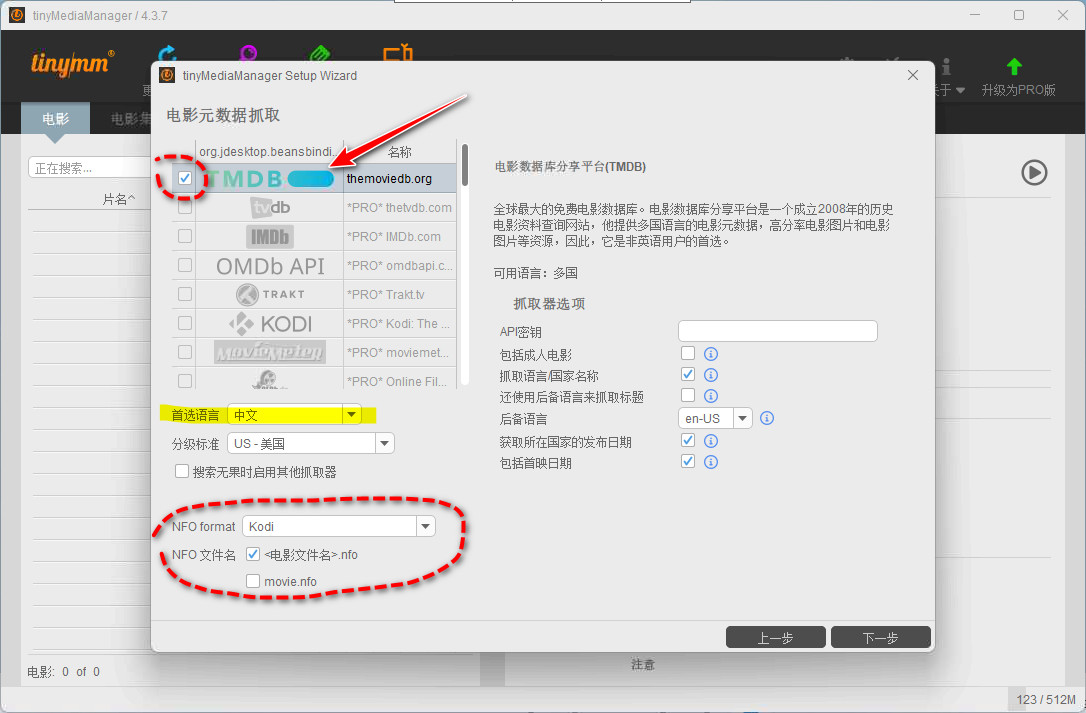 tinyMediaManager / 4.3.7
tinymm®
升级为PRO版
电影
电影集
正在搜索...
片名^
tinyMediaManager Setup Wizard
电影元数据抓取
org.jdesktop.beansbindi...
名称
TMDB
themoviedb.org
tvdb
*PRO* thetvdb.com
IMDb
*PRO* IMDb.com
OMDb API
*PRO* omdbapi.c...
TRAKT
*PRO* Trakt.tv
KODI
*PRO* Kodi: The ...
MovieMeter
*PRO* moviemet...
*PRO* Online Fil...
首选语言
中文
分级标准
US - 美国
搜索无果时启用其他抓取器
NFO format
Kodi
NFO 文件名
<电影文件名>.nfo
movie.nfo
电影数据库分享平台(TMDB)
全球最大的免费电影数据库。电影数据库分享平台是一个成立2008年的历史
电影资料查询网站，他提供多国语言的电影元数据，高分率电影图片和电影
图片等资源，因此，它是非英语用户的首选。
可用语言：多国
抓取器选项
API密钥
包括成人电影
抓取语言/国家名称
还使用后备语言来抓取标题
后备语言
en-US
获取所在国家的发布日期
包括首映日期
上一步
下一步
电影: 0 of 0
注意
123 / 512M